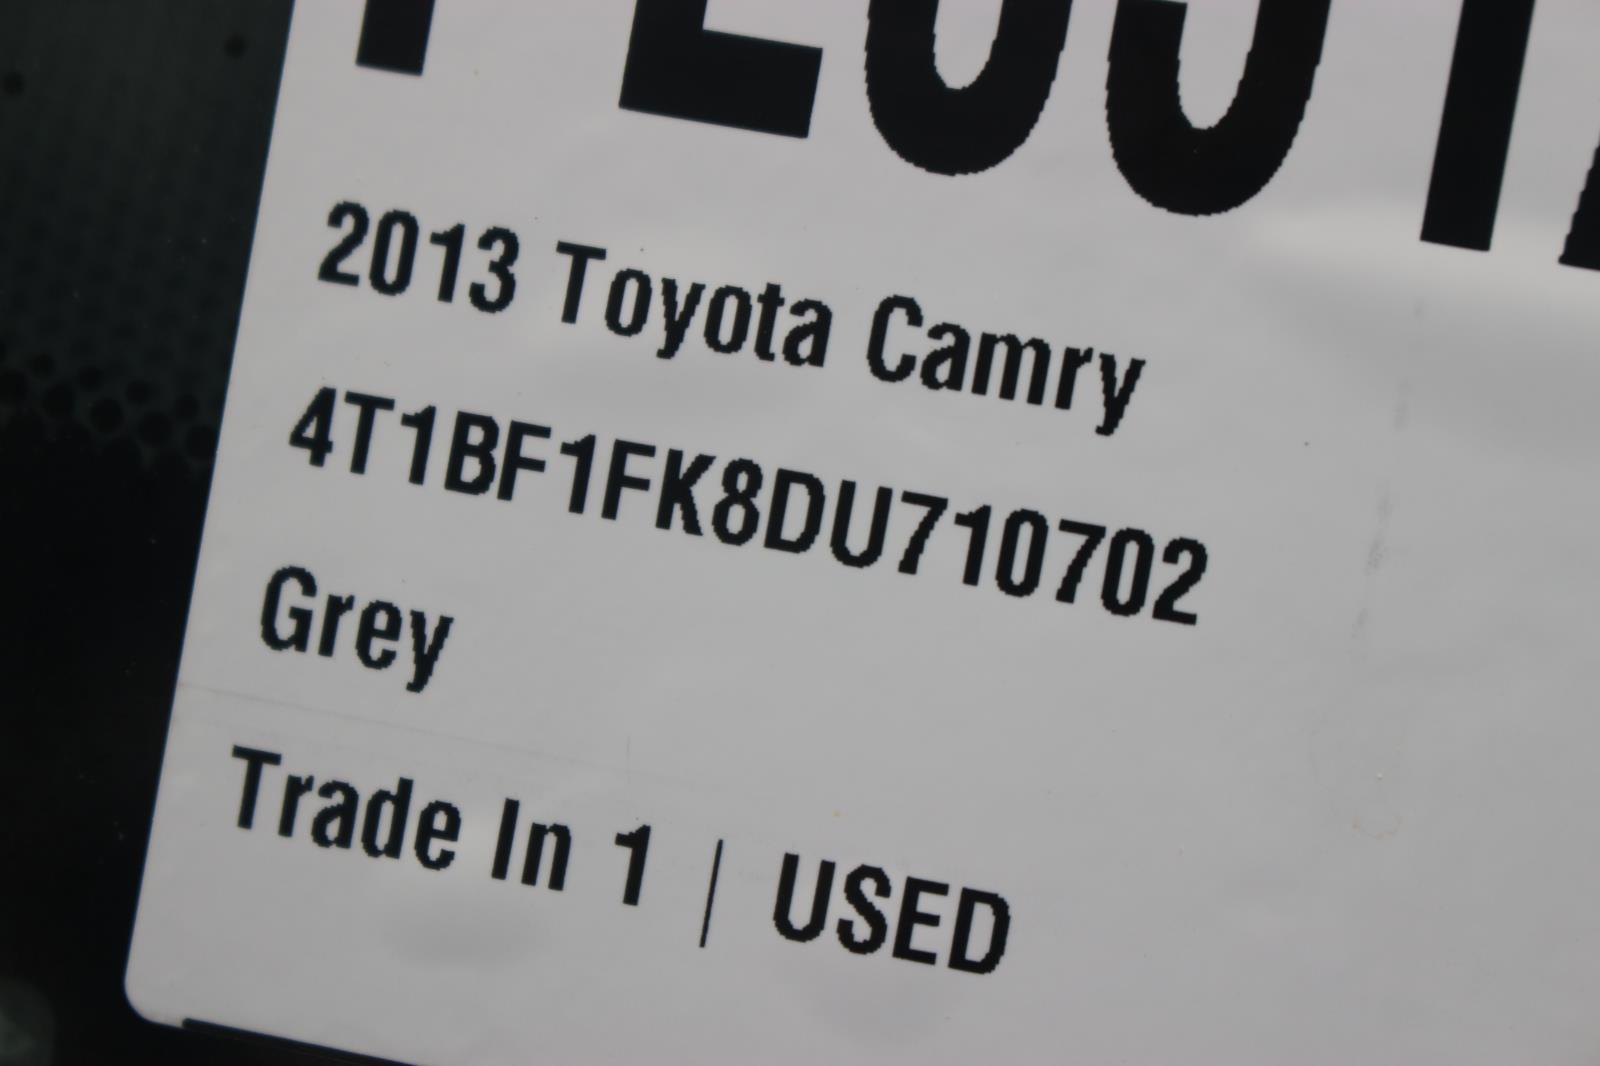 2013 Toyota Camry
4T1BF1FK8DU710702
Grey
Trade In 1 | USED